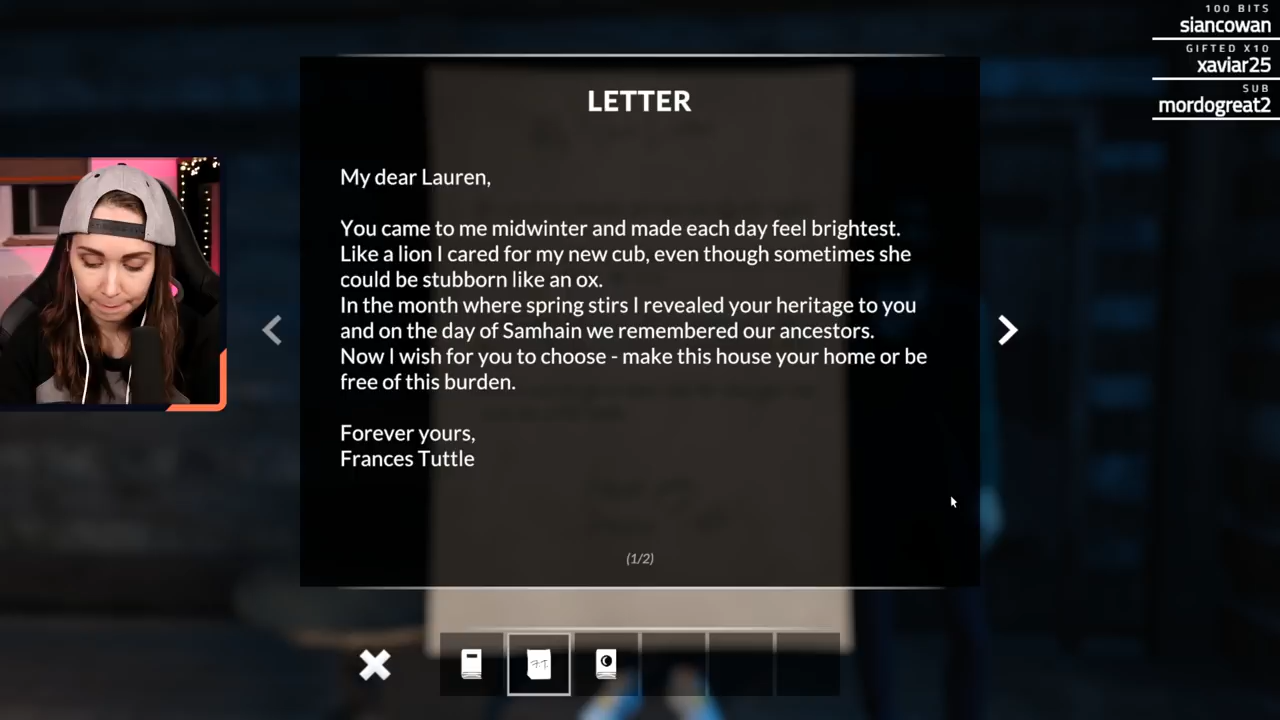 100 BITS
siancowan
GIFTED X10
xaviar25
SUB
mordogreat2
LETTER
My dear Lauren,
You came to me midwinter and made each day feel brightest.
Like a lion I cared for my new cub, even though sometimes she
could be stubborn like an ox.
In the month where spring stirs I revealed your heritage to you
and on the day of Samhain we remembered our ancestors.
Now I wish for you to choose - make this house your home or be
free of this burden.
Forever yours,
Frances Tuttle
(1/2)